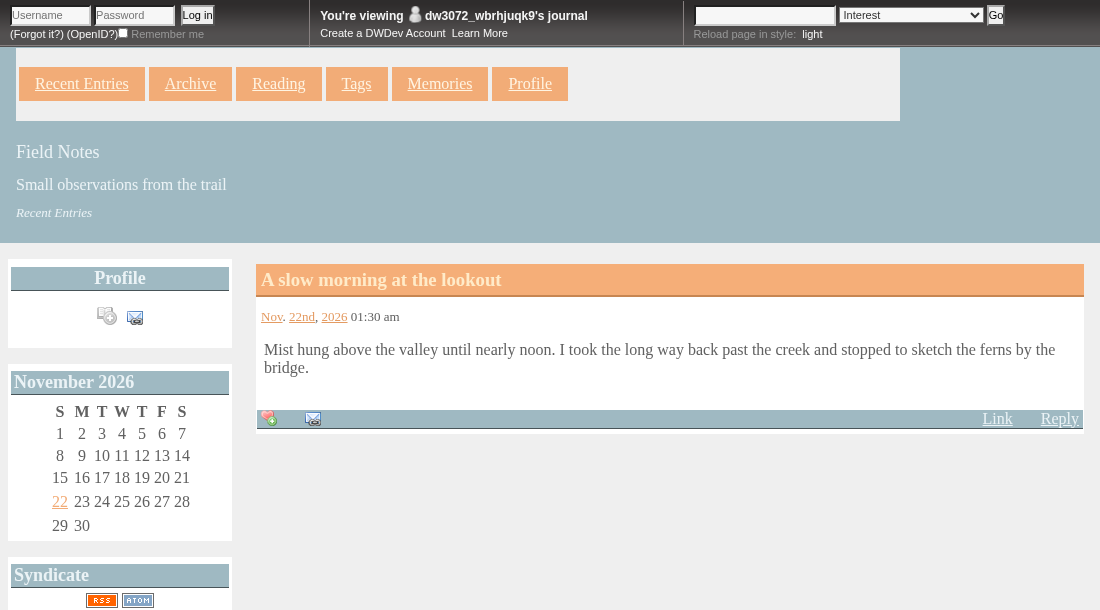 Username Password Log in
(Forgot it?) (OpenID?) Remember me
You're viewing dw3072_wbrhjuqk9's journal
Create a DWDev Account Learn More
Interest Go
Reload page in style: light
Recent Entries Archive Reading Tags Memories Profile
Field Notes
Small observations from the trail
Recent Entries
Profile
November 2026
S M T W T F S
1 2 3 4 5 6 7
8 9 10 11 12 13 14
15 16 17 18 19 20 21
22 23 24 25 26 27 28
29 30
Syndicate
RSS ATOM
A slow morning at the lookout
Nov. 22nd, 2026 01:30 am
Mist hung above the valley until nearly noon. I took the long way back past the creek and stopped to sketch the ferns by the
bridge.
Link Reply